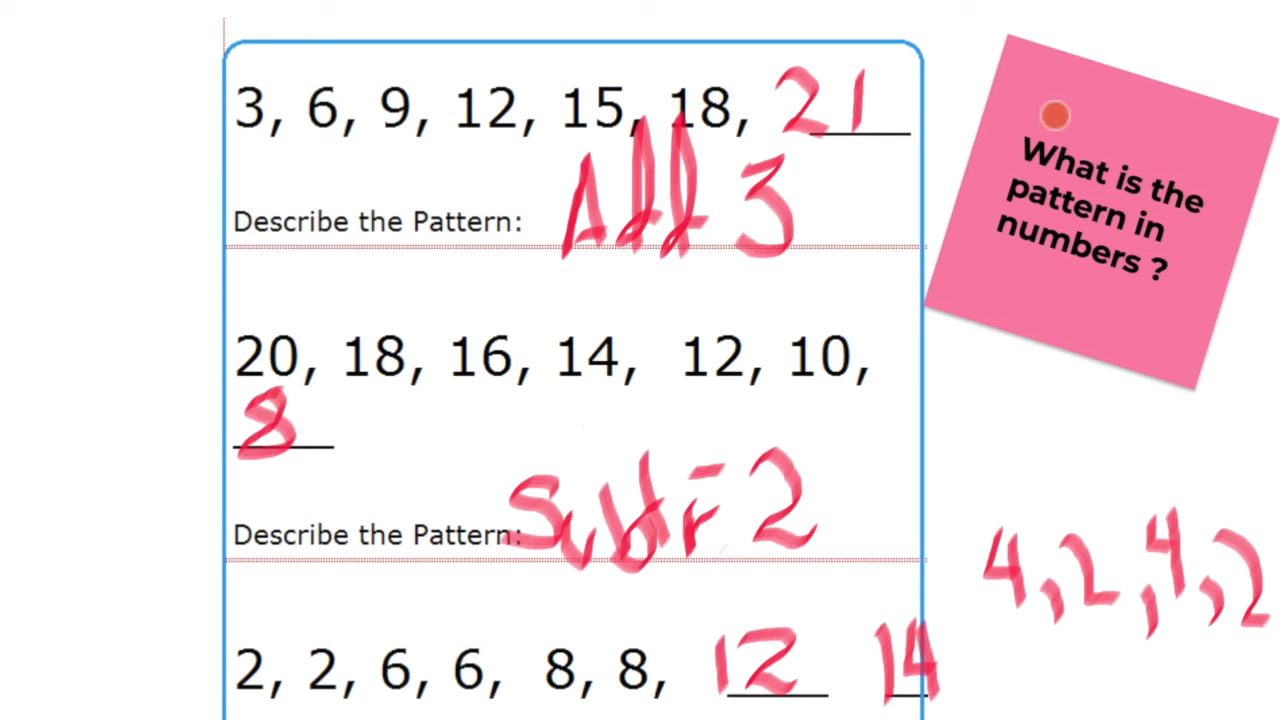 3, 6, 9, 12, 15, 18, 21
Describe the Pattern: Add 3
20, 18, 16, 14, 12, 10,
8
Describe the Pattern: 2
2, 2, 6, 6, 8, 8, 12 14
What is the
pattern in
numbers ?
4, 2, 4, 2